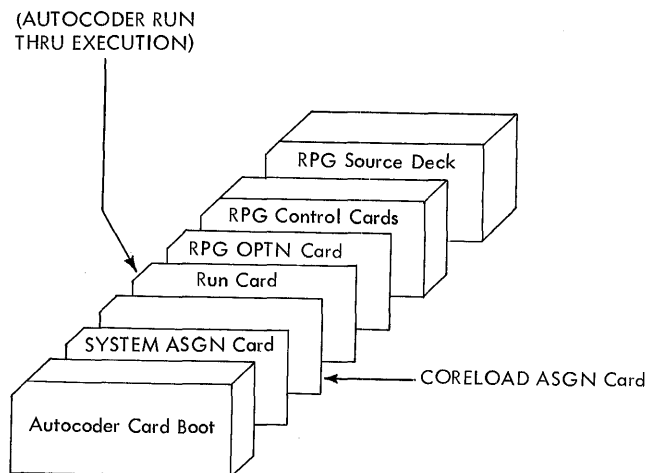 (AUTOCODER RUN
THRU EXECUTION)
RPG Source Deck
RPG Control Cards
RPG OPTN Card
Run Card
SYSTEM ASGN Card
CORELOAD ASGN Card
Autocoder Card Boot